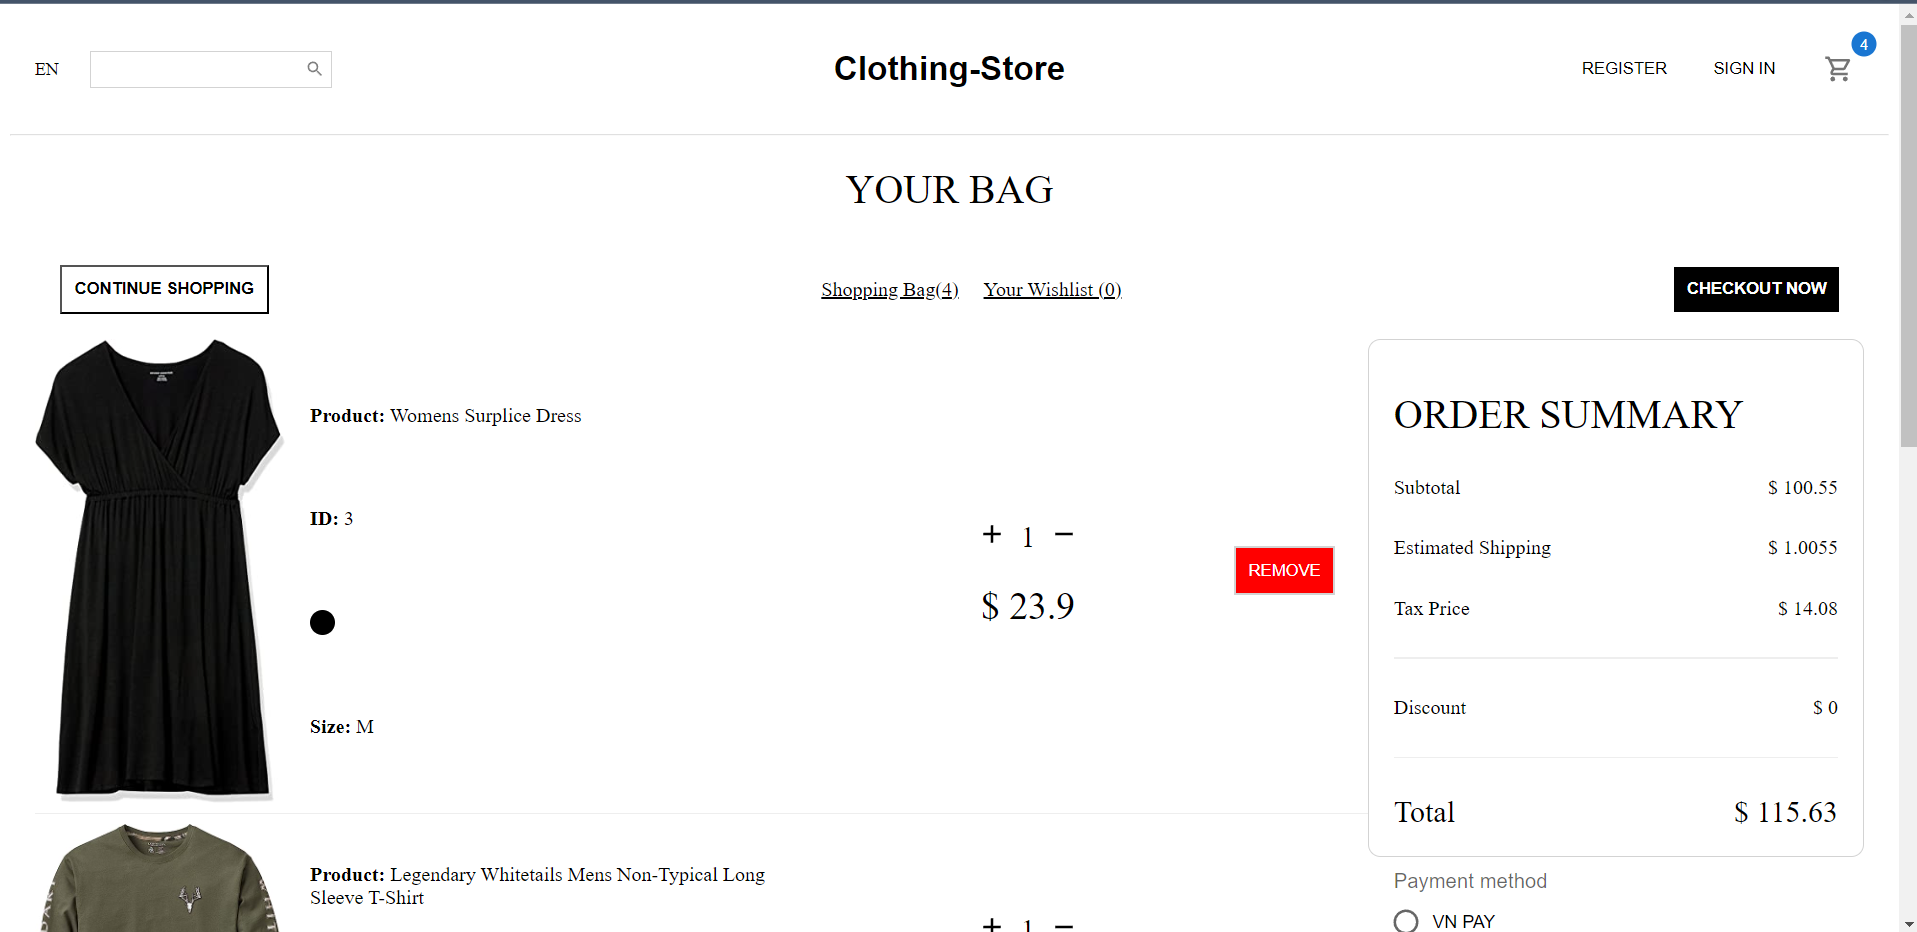 EN
Clothing-Store
REGISTER
SIGN IN
4
YOUR BAG
CONTINUE SHOPPING
Shopping Bag(4)
Your Wishlist (0)
CHECKOUT NOW
Product: Womens Surplice Dress
ID: 3
Size: M
+ 1 −
$ 23.9
REMOVE
ORDER SUMMARY
Subtotal $ 100.55
Estimated Shipping $ 1.0055
Tax Price $ 14.08
Discount $ 0
Total $ 115.63
Product: Legendary Whitetails Mens Non-Typical Long
Sleeve T-Shirt
+ 1 −
Payment method
VN PAY